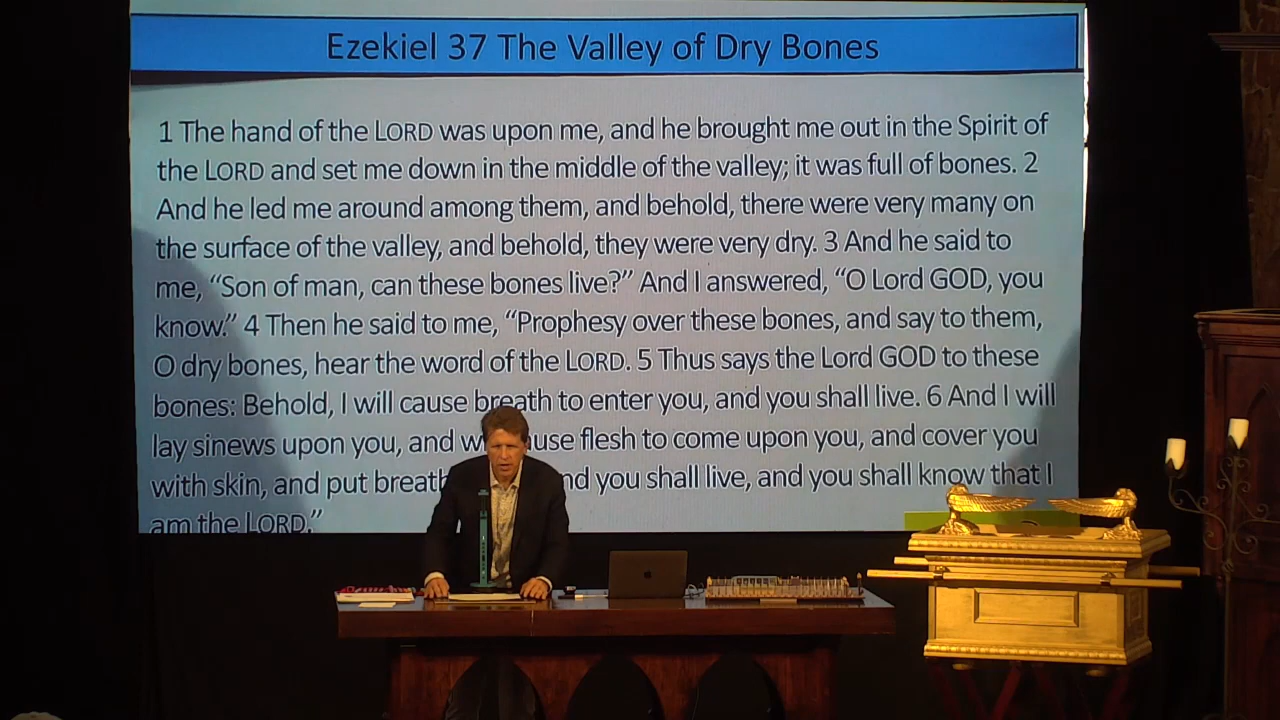 Ezekiel 37 The Valley of Dry Bones
1 The hand of the LORD was upon me, and he brought me out in the Spirit of
the LORD and set me down in the middle of the valley; it was full of bones. 2
And he led me around among them, and behold, there were very many on
the surface of the valley, and behold, they were very dry. 3 And he said to
me, “Son of man, can these bones live?” And I answered, “O Lord GOD, you
know.” 4 Then he said to me, “Prophesy over these bones, and say to them,
O dry bones, hear the word of the LORD. 5 Thus says the Lord GOD to these
bones: Behold, I will cause breath to enter you, and you shall live. 6 And I will
lay sinews upon you, and flesh to come upon you, and cover you
with skin, and put breath you shall live, and you shall know that I
am the LORD.”